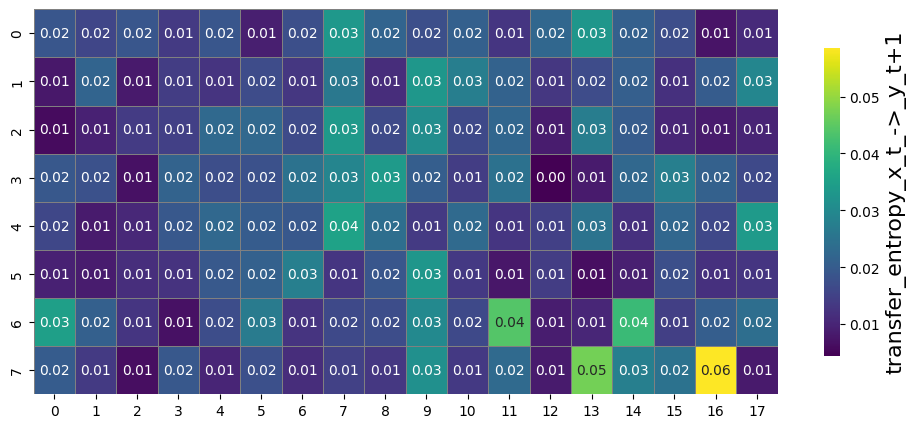 0 0.02 0.02 0.02 0.01 0.02 0.01 0.02 0.03 0.02 0.02 0.02 0.01 0.02 0.03 0.02 0.02 0.01 0.01
1 0.01 0.02 0.01 0.01 0.01 0.02 0.01 0.03 0.01 0.03 0.03 0.02 0.01 0.02 0.02 0.01 0.02 0.03
2 0.01 0.01 0.01 0.01 0.02 0.02 0.02 0.03 0.02 0.03 0.02 0.02 0.01 0.03 0.02 0.01 0.01 0.01
3 0.02 0.02 0.01 0.02 0.02 0.02 0.02 0.03 0.03 0.02 0.01 0.02 0.00 0.01 0.02 0.03 0.02 0.02
4 0.02 0.01 0.01 0.02 0.02 0.02 0.02 0.04 0.02 0.01 0.02 0.01 0.01 0.03 0.01 0.02 0.02 0.03
5 0.01 0.01 0.01 0.01 0.02 0.02 0.03 0.01 0.02 0.03 0.01 0.01 0.01 0.01 0.01 0.02 0.01 0.01
6 0.03 0.02 0.01 0.01 0.02 0.03 0.01 0.02 0.02 0.03 0.02 0.04 0.01 0.01 0.04 0.01 0.02 0.02
7 0.02 0.01 0.01 0.02 0.01 0.02 0.01 0.01 0.01 0.03 0.01 0.02 0.01 0.05 0.03 0.02 0.06 0.01
0 1 2 3 4 5 6 7 8 9 10 11 12 13 14 15 16 17
0.05
0.04
0.03
0.02
0.01
transfer_entropy_x_t_->_y_t+1